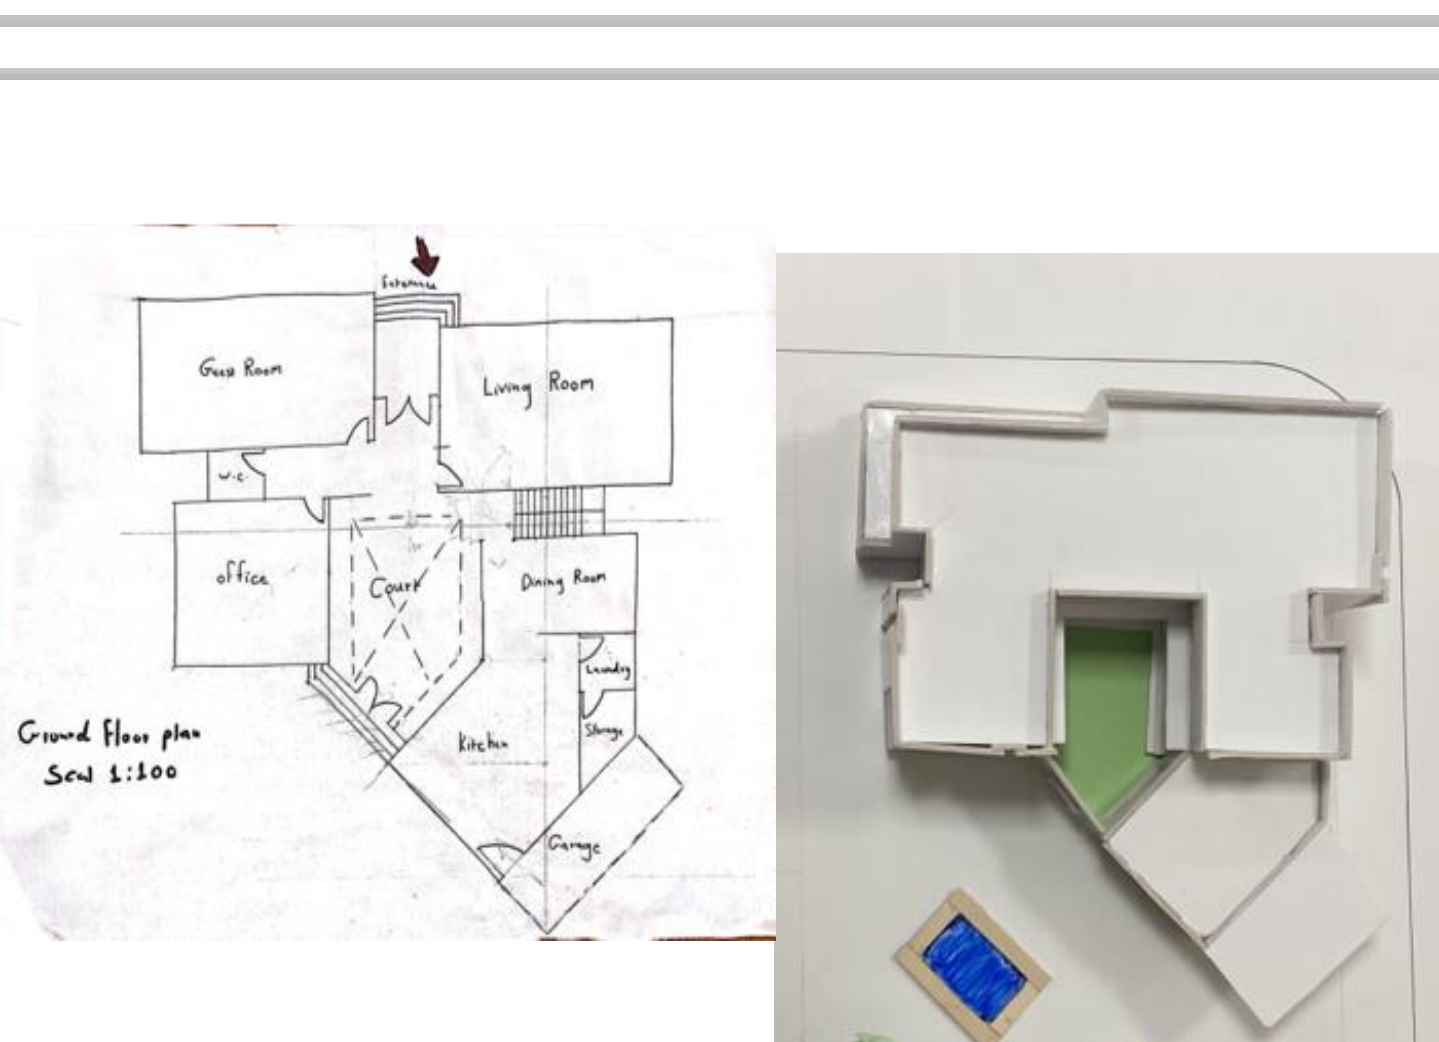 Entrance
Guest Room
Living Room
W.C.
office
Court
Dining Room
Laundry
Storage
Kitchen
Garage
Ground floor plan
Scal 1:100